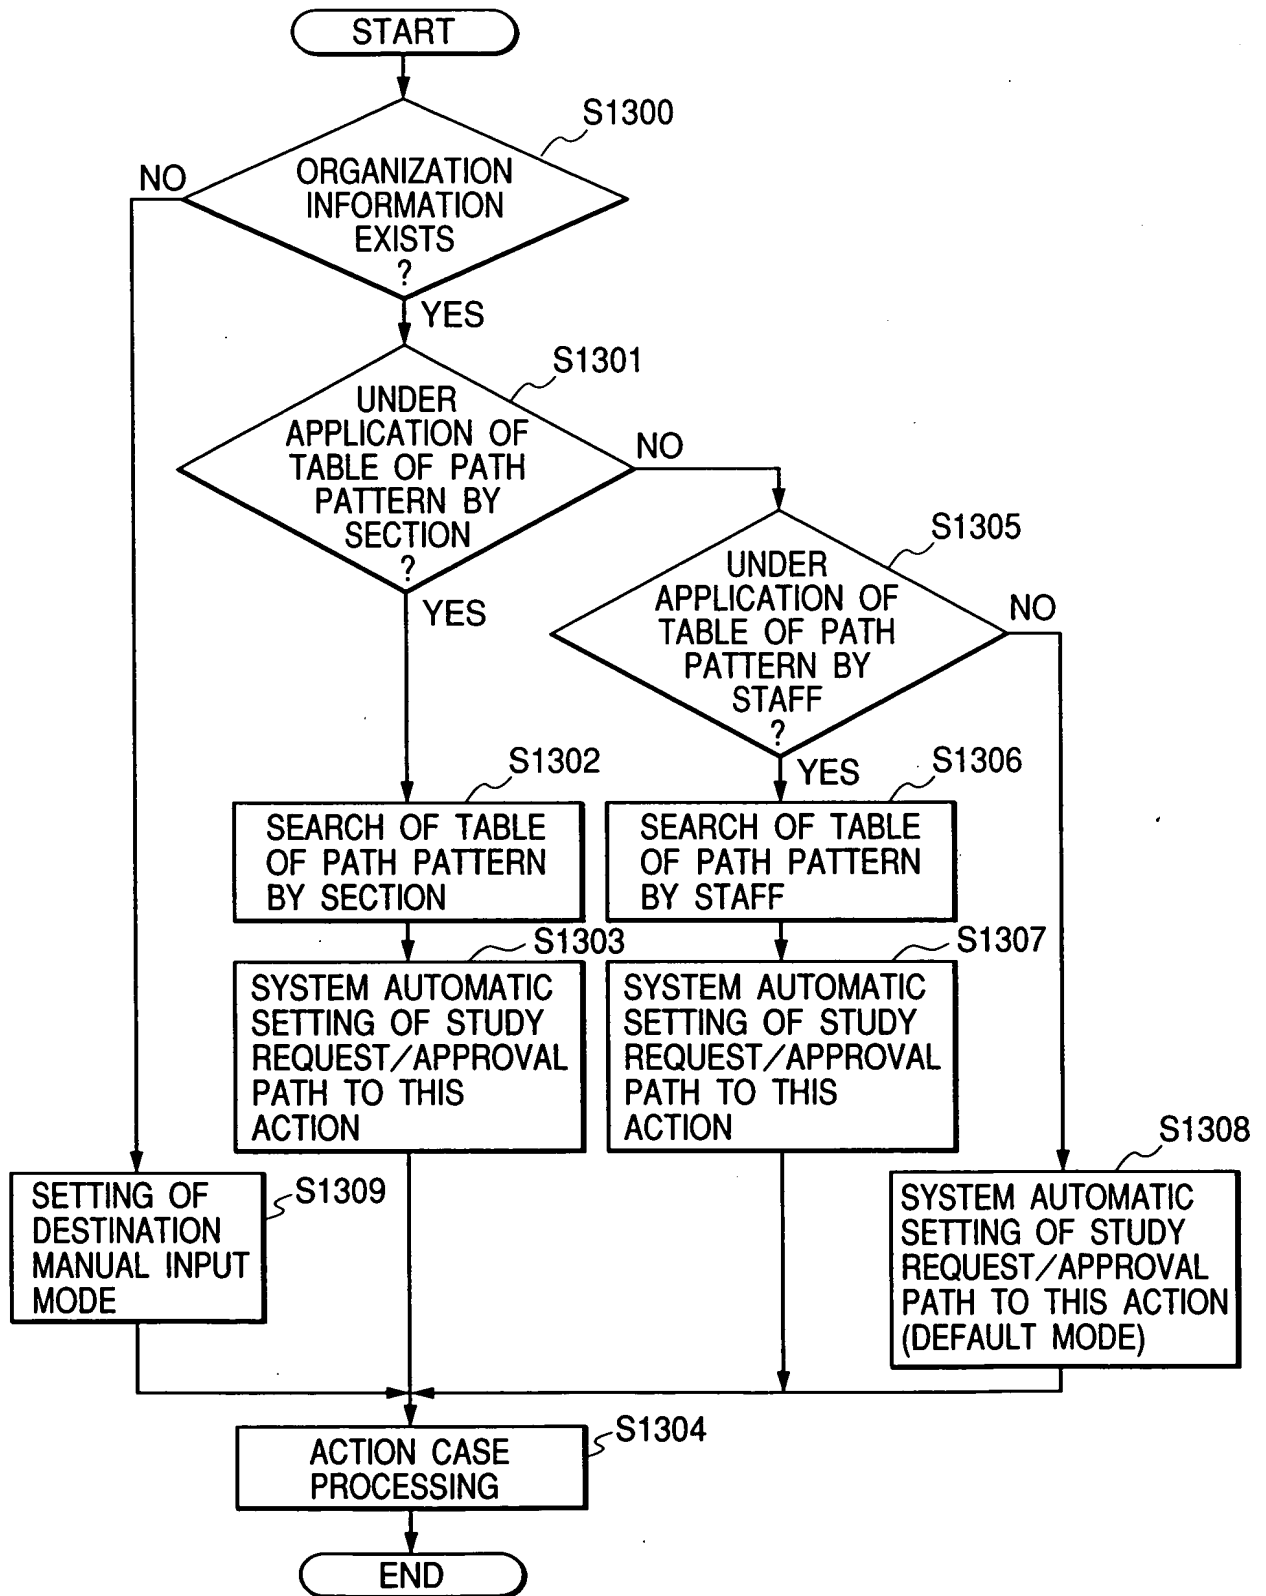 START
S1300
NO
ORGANIZATION
INFORMATION
EXISTS
?
YES
S1301
UNDER
APPLICATION OF
TABLE OF PATH
PATTERN BY
SECTION
?
NO
YES
S1305
UNDER
APPLICATION OF
TABLE OF PATH
PATTERN BY
STAFF
?
NO
YES
S1302
SEARCH OF TABLE
OF PATH PATTERN
BY SECTION
S1306
SEARCH OF TABLE
OF PATH PATTERN
BY STAFF
S1303
SYSTEM AUTOMATIC
SETTING OF STUDY
REQUEST/APPROVAL
PATH TO THIS
ACTION
S1307
SYSTEM AUTOMATIC
SETTING OF STUDY
REQUEST/APPROVAL
PATH TO THIS
ACTION
S1309
SETTING OF
DESTINATION
MANUAL INPUT
MODE
S1308
SYSTEM AUTOMATIC
SETTING OF STUDY
REQUEST/APPROVAL
PATH TO THIS ACTION
(DEFAULT MODE)
S1304
ACTION CASE
PROCESSING
END